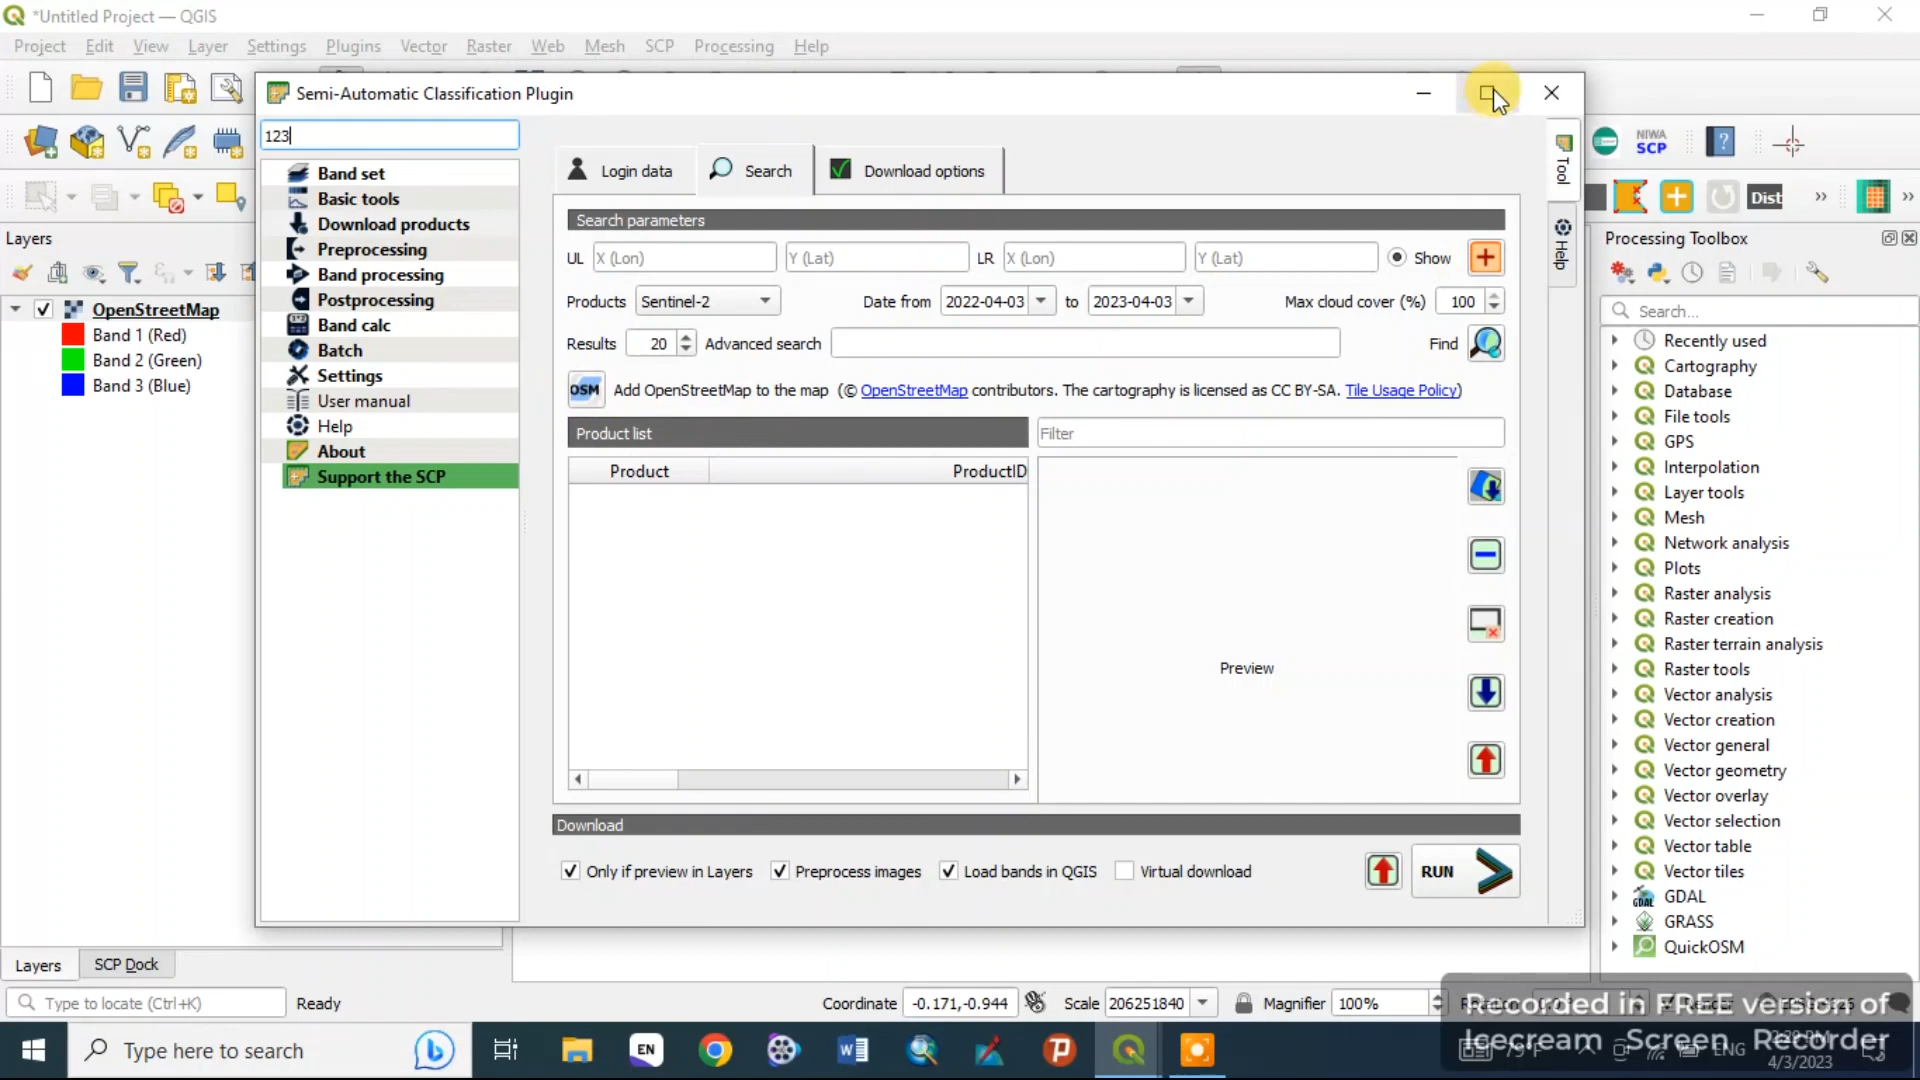 *Untitled Project — QGIS
Project Edit View Layer Settings Plugins Vector Raster Web Mesh SCP Processing Help
Semi-Automatic Classification Plugin
123
Band set
Basic tools
Download products
Preprocessing
Band processing
Postprocessing
Band calc
Batch
Settings
User manual
Help
About
Support the SCP
Login data
Search
Download options
Search parameters
UL X (Lon) Y (Lat) LR X (Lon) Y (Lat) Show
Products Sentinel-2 Date from 2022-04-03 to 2023-04-03 Max cloud cover (%) 100
Results 20 Advanced search Find
OSM Add OpenStreetMap to the map (© OpenStreetMap contributors. The cartography is licensed as CC BY-SA. Tile Usage Policy)
Product list
Filter
Product ProductID
Preview
Download
Only if preview in Layers Preprocess images Load bands in QGIS Virtual download RUN
Tool
Help
NIWA
SCP
Dist
Layers
OpenStreetMap
Band 1 (Red)
Band 2 (Green)
Band 3 (Blue)
Processing Toolbox
Search...
Recently used
Cartography
Database
File tools
GPS
Interpolation
Layer tools
Mesh
Network analysis
Plots
Raster analysis
Raster creation
Raster terrain analysis
Raster tools
Vector analysis
Vector creation
Vector general
Vector geometry
Vector overlay
Vector selection
Vector table
Vector tiles
GDAL
GRASS
QuickOSM
Layers SCP Dock
Type to locate (Ctrl+K) Ready Coordinate -0.171,-0.944 Scale 206251840 Magnifier 100%
Recorded in FREE version of
Icecream Screen Recorder
Type here to search
EN
ENG
4/3/2023